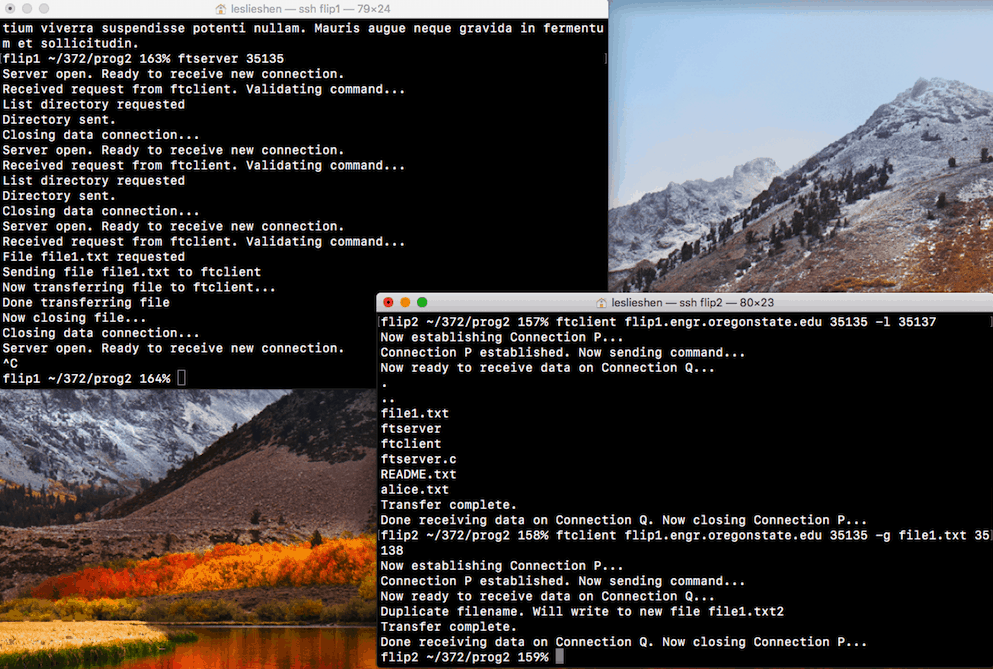 leslieshen — ssh flip1 — 79×24
tium viverra suspendisse potenti nullam. Mauris augue neque gravida in fermentu
m et sollicitudin.
[flip1 ~/372/prog2 163% ftserver 35135 ]
Server open. Ready to receive new connection.
Received request from ftclient. Validating command...
List directory requested
Directory sent.
Closing data connection...
Server open. Ready to receive new connection.
Received request from ftclient. Validating command...
List directory requested
Directory sent.
Closing data connection...
Server open. Ready to receive new connection.
Received request from ftclient. Validating command...
File file1.txt requested
Sending file file1.txt to ftclient
Now transferring file to ftclient...
Done transferring file
Now closing file...
Closing data connection...
Server open. Ready to receive new connection.
^C
flip1 ~/372/prog2 164%
leslieshen — ssh flip2 — 80×23
[flip2 ~/372/prog2 157% ftclient flip1.engr.oregonstate.edu 35135 -l 35137 ]
Now establishing Connection P...
Connection P established. Now sending command...
Now ready to receive data on Connection Q...
.
..
file1.txt
ftserver
ftclient
ftserver.c
README.txt
alice.txt
Transfer complete.
Done receiving data on Connection Q. Now closing Connection P...
[flip2 ~/372/prog2 158% ftclient flip1.engr.oregonstate.edu 35135 -g file1.txt 35]
138
Now establishing Connection P...
Connection P established. Now sending command...
Now ready to receive data on Connection Q...
Duplicate filename. Will write to new file file1.txt2
Transfer complete.
Done receiving data on Connection Q. Now closing Connection P...
flip2 ~/372/prog2 159%